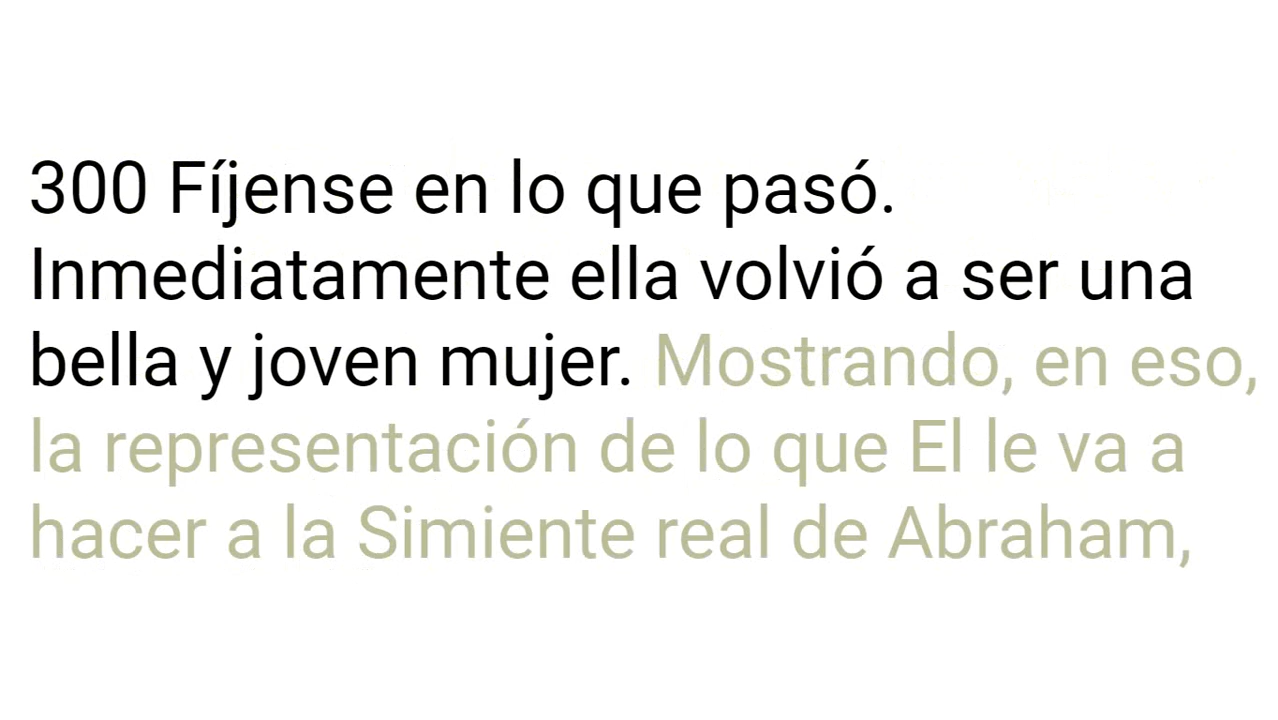 300 Fíjense en lo que pasó.
Inmediatamente ella volvió a ser una
bella y joven mujer. Mostrando, en eso,
la representación de lo que El le va a
hacer a la Simiente real de Abraham,